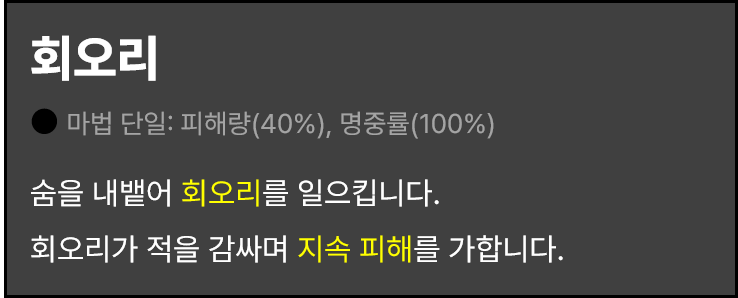 회오리
마법 단일: 피해량(40%), 명중률(100%)
숨을 내뱉어 회오리를 일으킵니다.
회오리가 적을 감싸며 지속 피해를 가합니다.